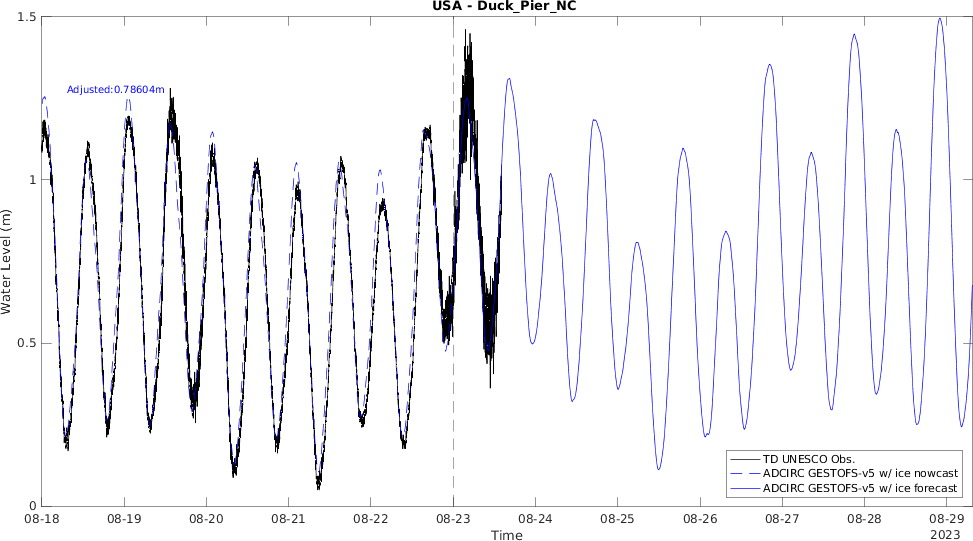 USA - Duck_Pier_NC
1.5
Adjusted:0.78604m
1
Water Level (m)
0.5
TD UNESCO Obs.
ADCIRC GESTOFS-v5 w/ ice nowcast
ADCIRC GESTOFS-v5 w/ ice forecast
0
08-18 08-19 08-20 08-21 08-22 08-23 08-24 08-25 08-26 08-27 08-28 08-29
Time 2023